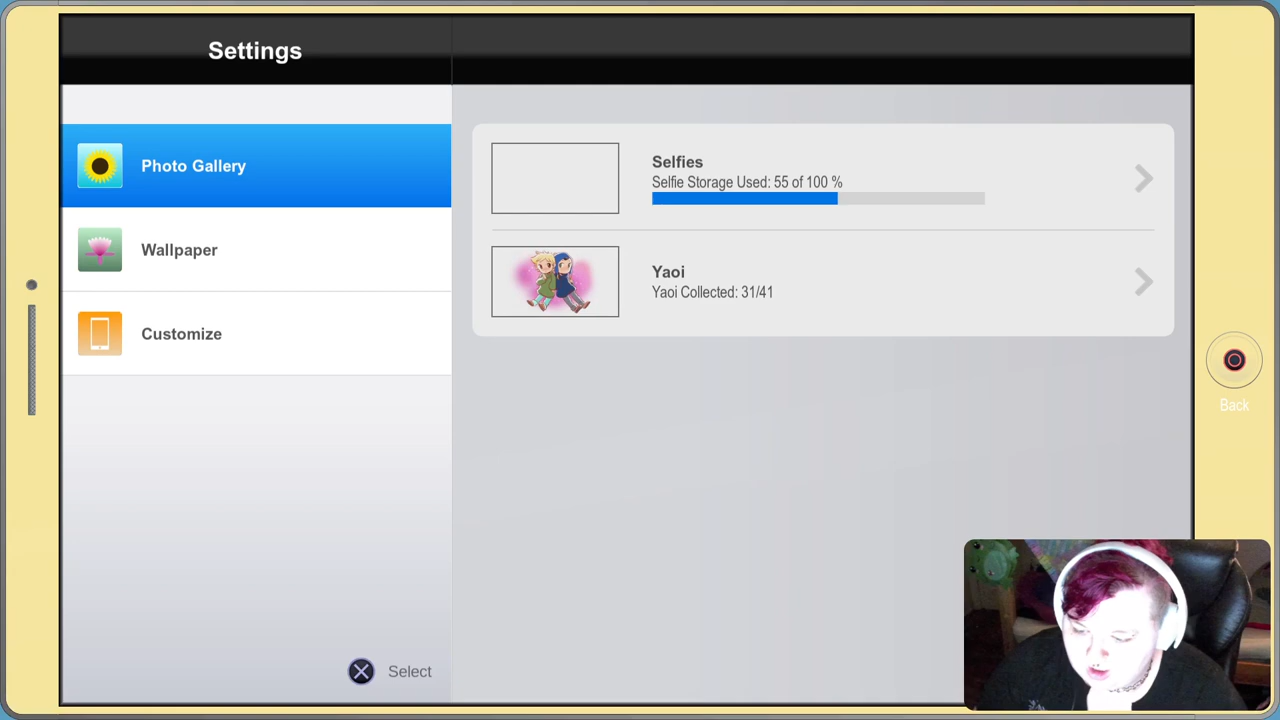 Settings
Photo Gallery
Wallpaper
Customize
Selfies
Selfie Storage Used: 55 of 100 %
Yaoi
Yaoi Collected: 31/41
Back
Select